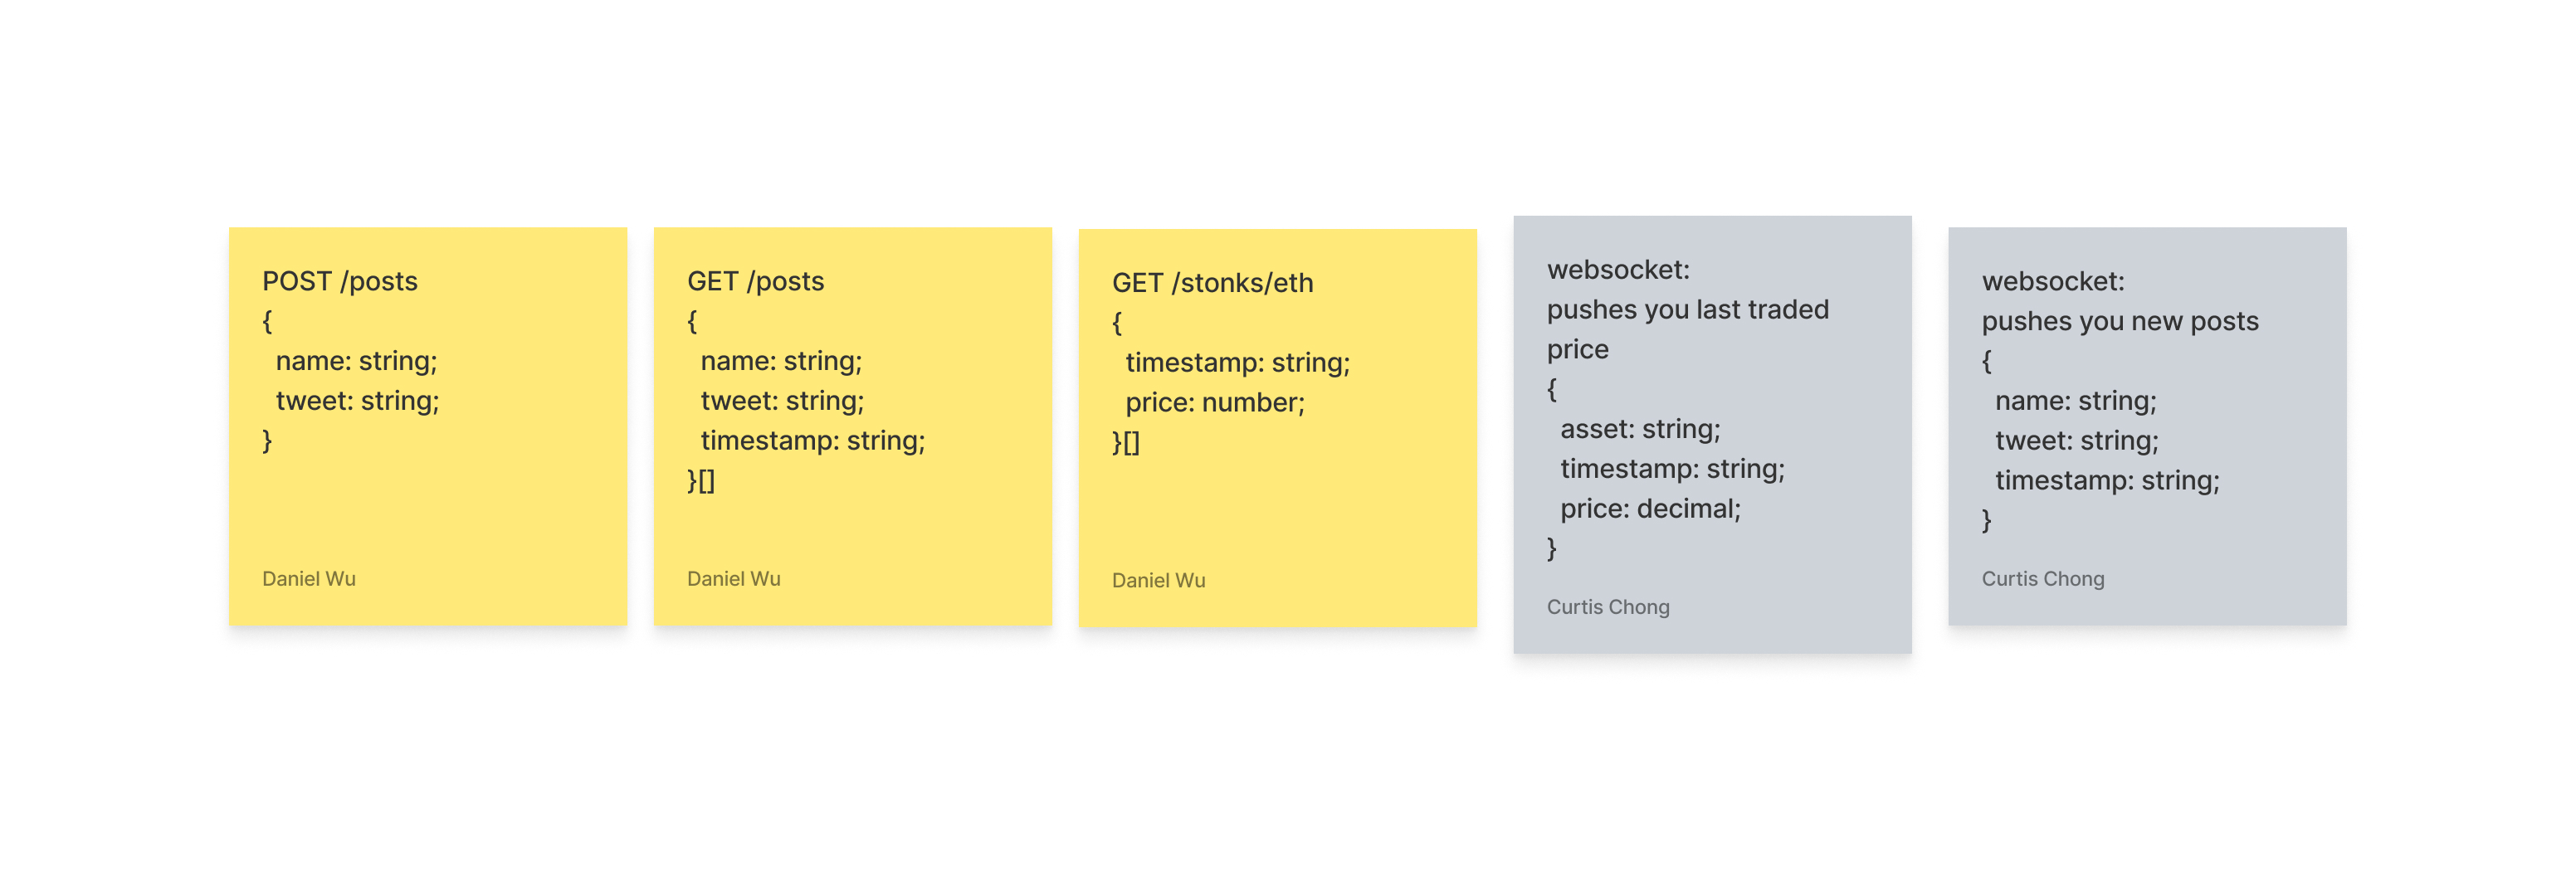 POST /posts
{
name: string;
tweet: string;
}
Daniel Wu
GET /posts
{
name: string;
tweet: string;
timestamp: string;
}[]
Daniel Wu
GET /stonks/eth
{
timestamp: string;
price: number;
}[]
Daniel Wu
websocket:
pushes you last traded
price
{
asset: string;
timestamp: string;
price: decimal;
}
Curtis Chong
websocket:
pushes you new posts
{
name: string;
tweet: string;
timestamp: string;
}
Curtis Chong